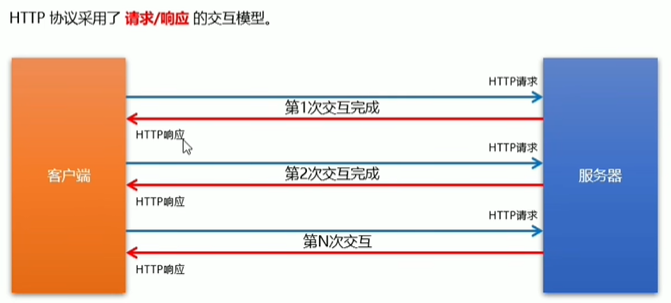 HTTP 协议采用了 请求/响应 的交互模型。
HTTP请求
第1次交互完成
HTTP响应
HTTP请求
客户端
第2次交互完成
服务器
HTTP响应
HTTP请求
第N次交互
HTTP响应